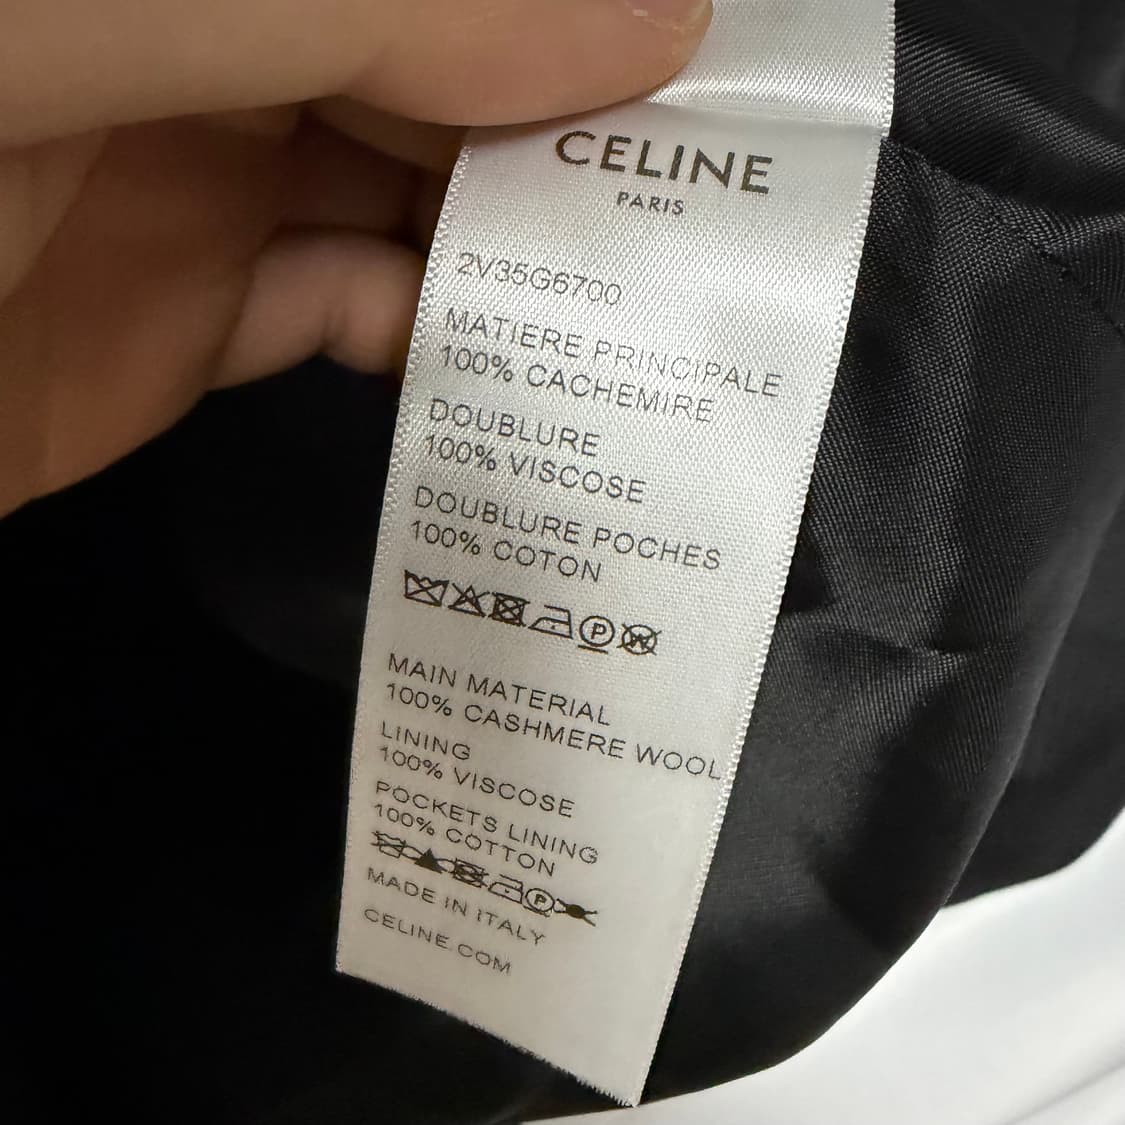 CELINE
PARIS
2V35G6700
MATIERE PRINCIPALE
100% CACHEMIRE
DOUBLURE
100% VISCOSE
DOUBLURE POCHES
100% COTON
P W
MAIN MATERIAL
100% CASHMERE WOOL
LINING
100% VISCOSE
POCKETS LINING
100% COTTON
P
MADE IN ITALY
CELINE.COM